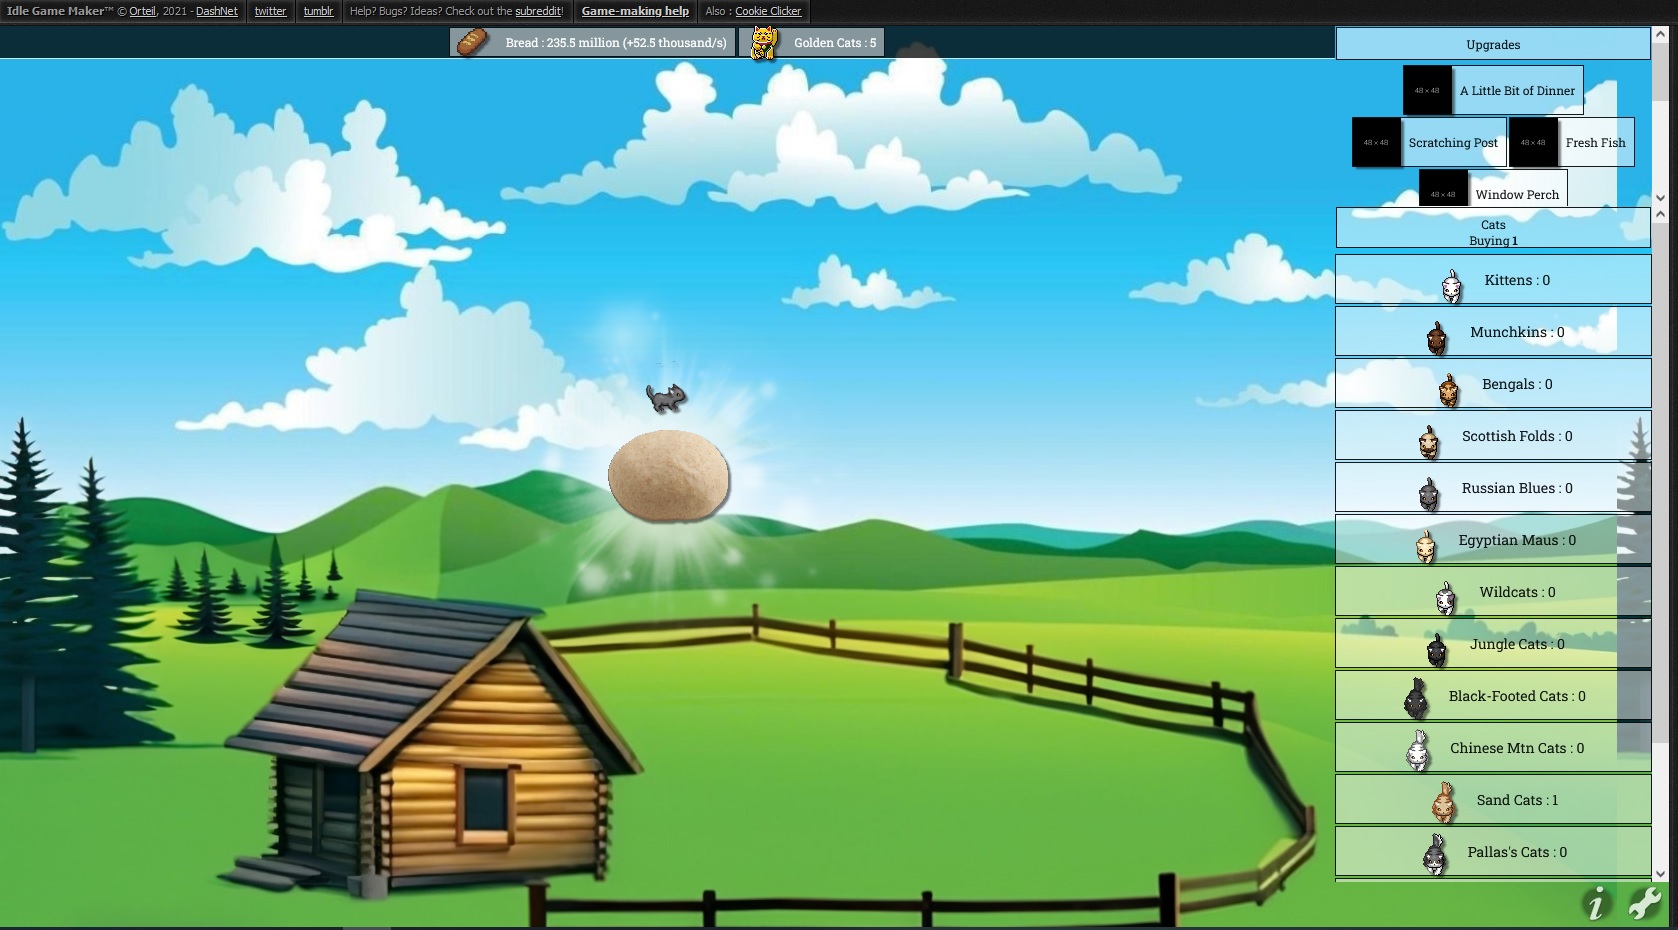 Idle Game Maker™ © Orteil, 2021 - DashNet
twitter
tumblr
Help? Bugs? Ideas? Check out the subreddit!
Game-making help
Also : Cookie Clicker
Bread : 235.5 million (+52.5 thousand/s)
Golden Cats : 5
Upgrades
48×48
A Little Bit of Dinner
48×48
Scratching Post
48×48
Fresh Fish
48×48
Window Perch
Cats
Buying 1
Kittens : 0
Munchkins : 0
Bengals : 0
Scottish Folds : 0
Russian Blues : 0
Egyptian Maus : 0
Wildcats : 0
Jungle Cats : 0
Black-Footed Cats : 0
Chinese Mtn Cats : 0
Sand Cats : 1
Pallas's Cats : 0
i